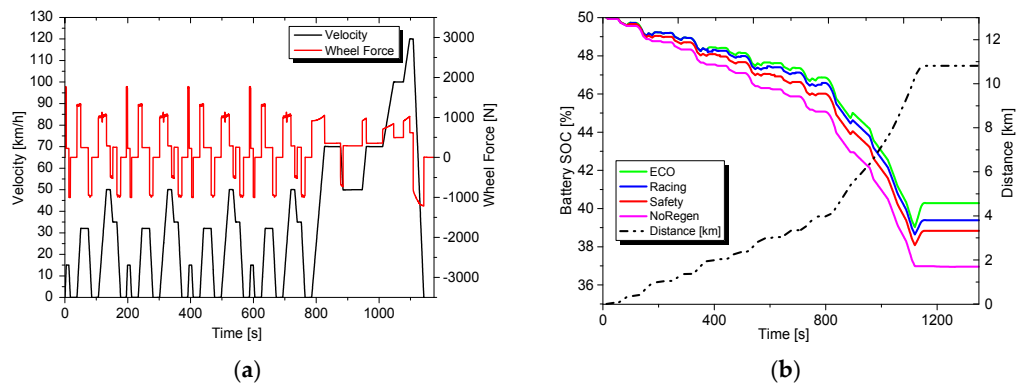 130
120
110
100
90
80
70
60
50
40
30
20
10
0
Velocity [km/h]
Velocity
Wheel Force
3000
2000
1000
0
-1000
-2000
-3000
Wheel Force [N]
0 200 400 600 800 1000
Time [s]
(a)
50
48
46
44
42
40
38
36
Battery SOC [%]
ECO
Racing
Safety
NoRegen
Distance [km]
12
10
8
6
4
2
0
Distance [km]
0 400 800 1200
Time [s]
(b)